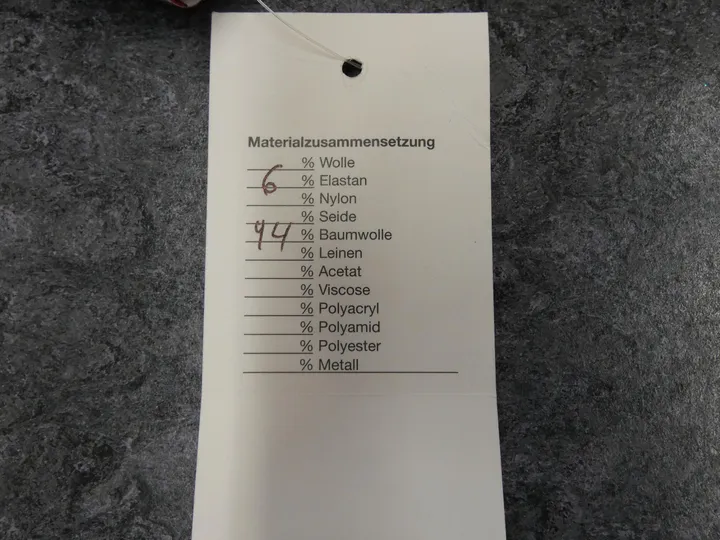 Materialzusammensetzung
% Wolle
6 % Elastan
% Nylon
% Seide
94 % Baumwolle
% Leinen
% Acetat
% Viscose
% Polyacryl
% Polyamid
% Polyester
% Metall